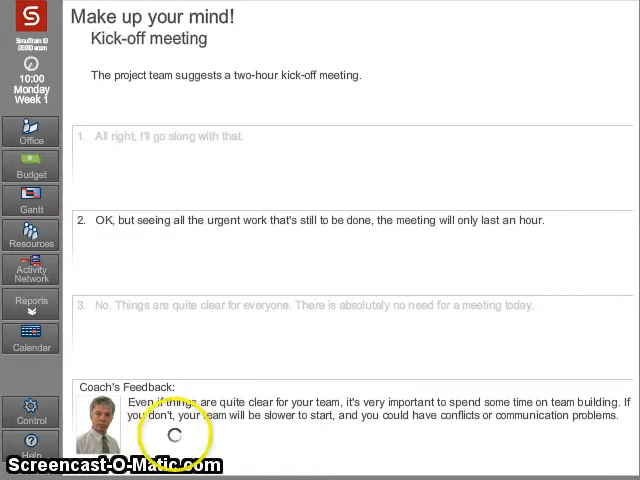 Make up your mind!
Kick-off meeting
The project team suggests a two-hour kick-off meeting.
1. All right, I'll go along with that.
2. OK, but seeing all the urgent work that's still to be done, the meeting will only last an hour.
3. No. Things are quite clear for everyone. There is absolutely no need for a meeting today.
Coach's Feedback:
Even if things are quite clear for your team, it's very important to spend some time on team building. If
you don't, your team will be slower to start, and you could have conflicts or communication problems.
SimulTrain 10
DEMO ecom
10:00
Monday
Week 1
Office
Budget
Gantt
Resources
Activity
Network
Reports
Calendar
Control
Help
Screencast-O-Matic.com